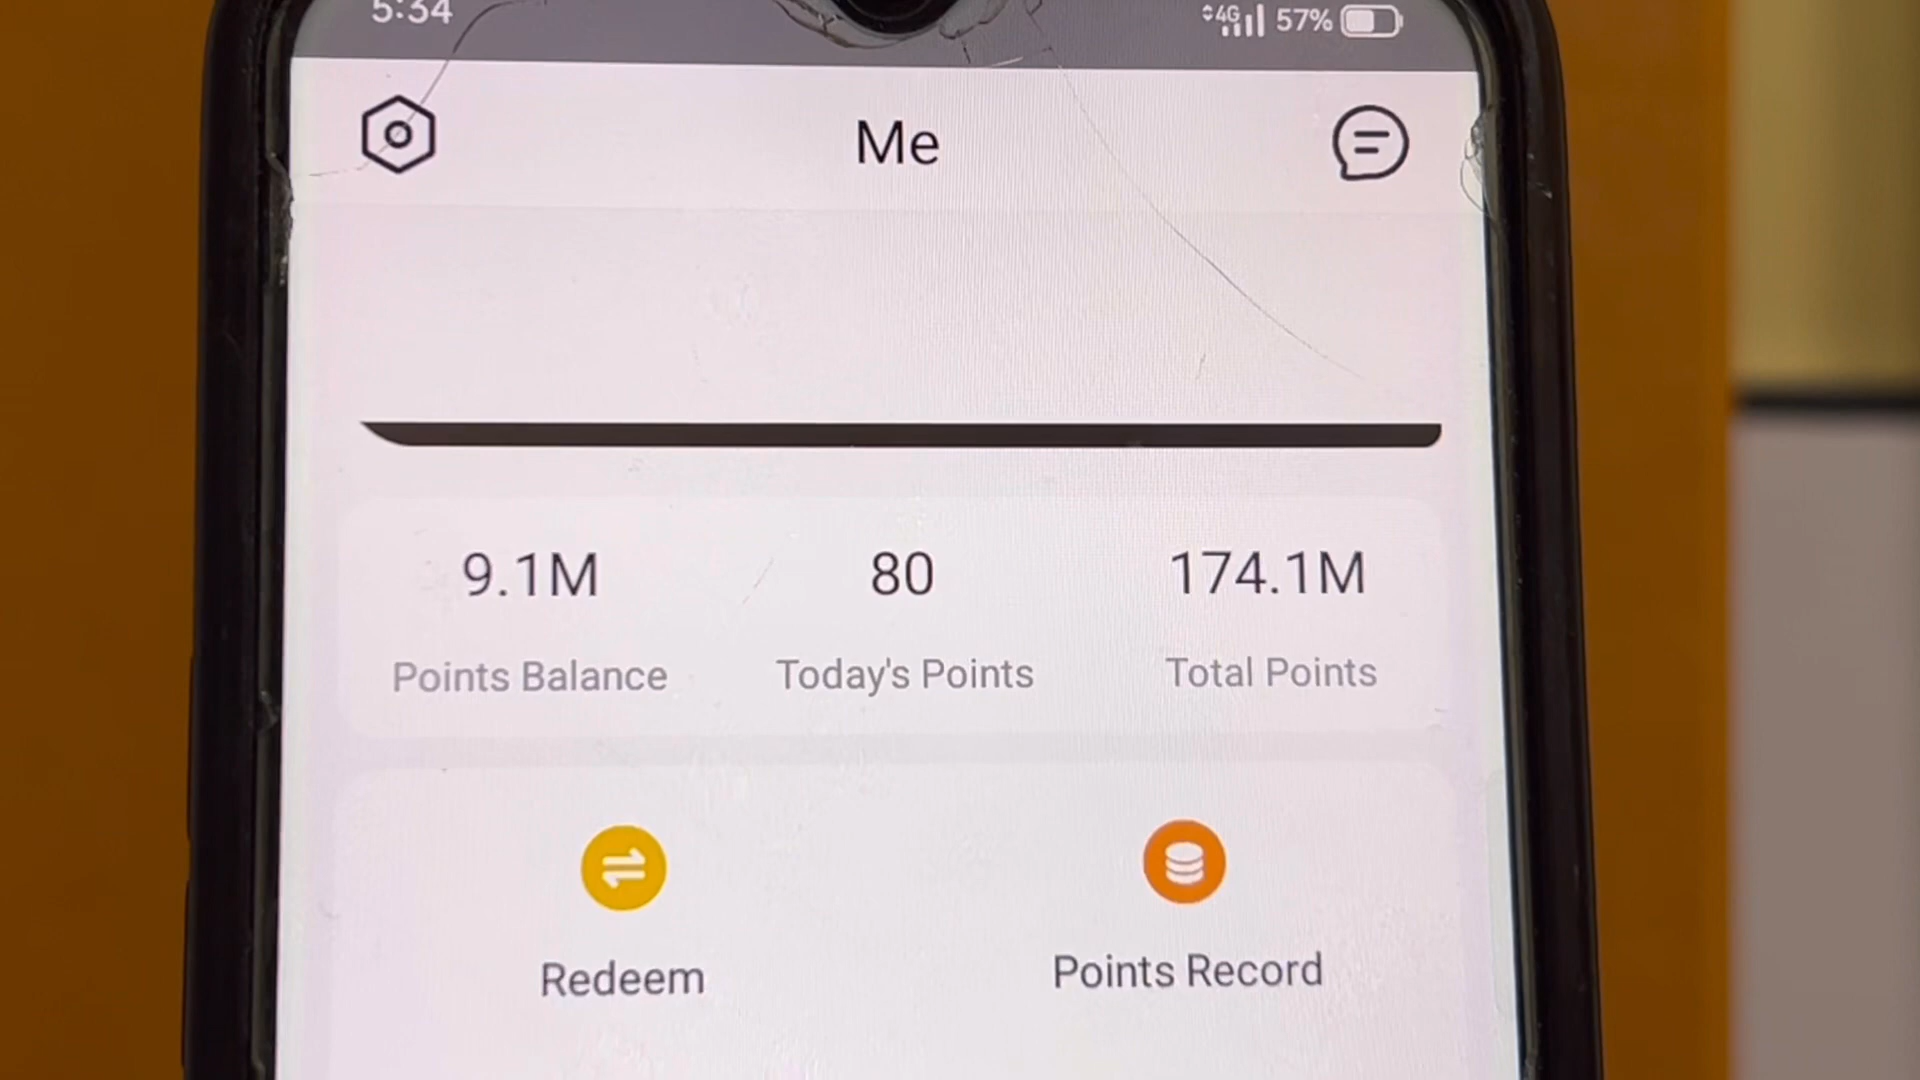 5:34 4G 57%
Me
9.1M 80 174.1M
Points Balance Today's Points Total Points
Redeem Points Record